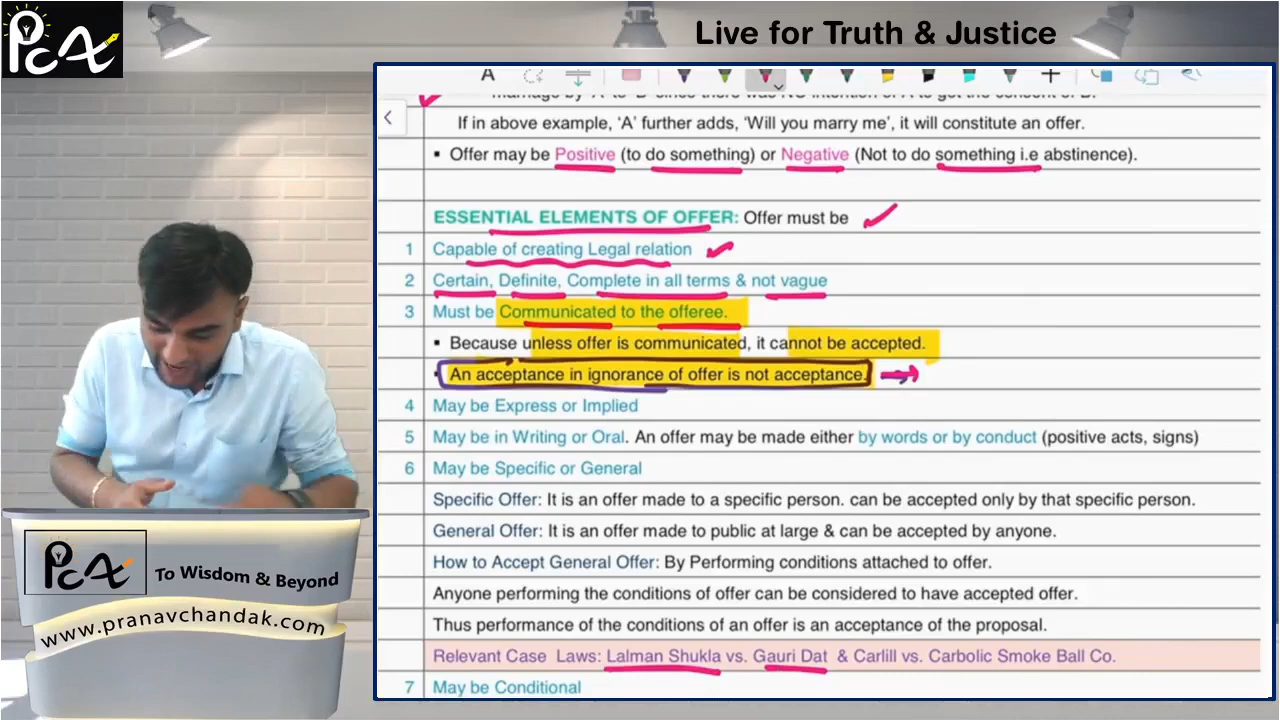 PCA
Live for Truth & Justice
A
If in above example, ‘A’ further adds, ‘Will you marry me’, it will constitute an offer.
▪ Offer may be Positive (to do something) or Negative (Not to do something i.e abstinence).
ESSENTIAL ELEMENTS OF OFFER: Offer must be
1 Capable of creating Legal relation
2 Certain, Definite, Complete in all terms & not vague
3 Must be Communicated to the offeree.
▪ Because unless offer is communicated, it cannot be accepted.
▪ An acceptance in ignorance of offer is not acceptance.
4 May be Express or Implied
5 May be in Writing or Oral. An offer may be made either by words or by conduct (positive acts, signs)
6 May be Specific or General
Specific Offer: It is an offer made to a specific person. can be accepted only by that specific person.
General Offer: It is an offer made to public at large & can be accepted by anyone.
How to Accept General Offer: By Performing conditions attached to offer.
Anyone performing the conditions of offer can be considered to have accepted offer.
Thus performance of the conditions of an offer is an acceptance of the proposal.
Relevant Case Laws: Lalman Shukla vs. Gauri Dat & Carlill vs. Carbolic Smoke Ball Co.
7 May be Conditional
PCA
To Wisdom & Beyond
www.pranavchandak.com